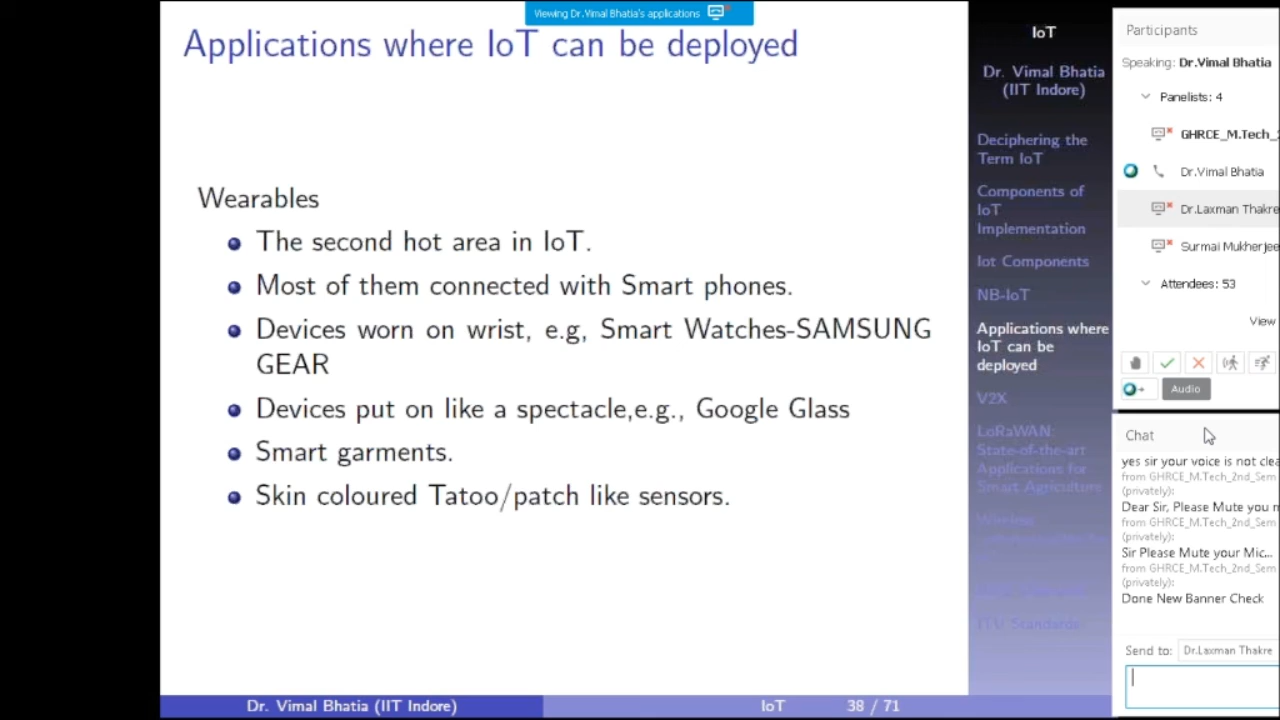 Viewing Dr.Vimal Bhatia's applications
Applications where IoT can be deployed
Wearables
The second hot area in IoT.
Most of them connected with Smart phones.
Devices worn on wrist, e.g, Smart Watches-SAMSUNG
GEAR
Devices put on like a spectacle,e.g., Google Glass
Smart garments.
Skin coloured Tatoo/patch like sensors.
Dr. Vimal Bhatia (IIT Indore)
IoT
38 / 71
IoT
Dr. Vimal Bhatia
(IIT Indore)
Deciphering the
Term IoT
Components of
IoT
Implementation
Iot Components
NB-IoT
Applications where
IoT can be
deployed
V2X
LoRaWAN:
State-of-the-art
Applications for
Smart Agriculture
Wireless
ITU Standards
Participants
Speaking: Dr.Vimal Bhatia
Panelists: 4
GHRCE_M.Tech_
Dr.Vimal Bhatia
Dr.Laxman Thakre
Surmai Mukherjee
Attendees: 53
View
Audio
Chat
yes sir your voice is not clea
from GHRCE_M.Tech_2nd_Sem
(privately):
Dear Sir, Please Mute you
from GHRCE_M.Tech_2nd_Sem
(privately):
Sir Please Mute your Mic...
from GHRCE_M.Tech_2nd_Sem
(privately):
Done New Banner Check
Send to: Dr.Laxman Thakre